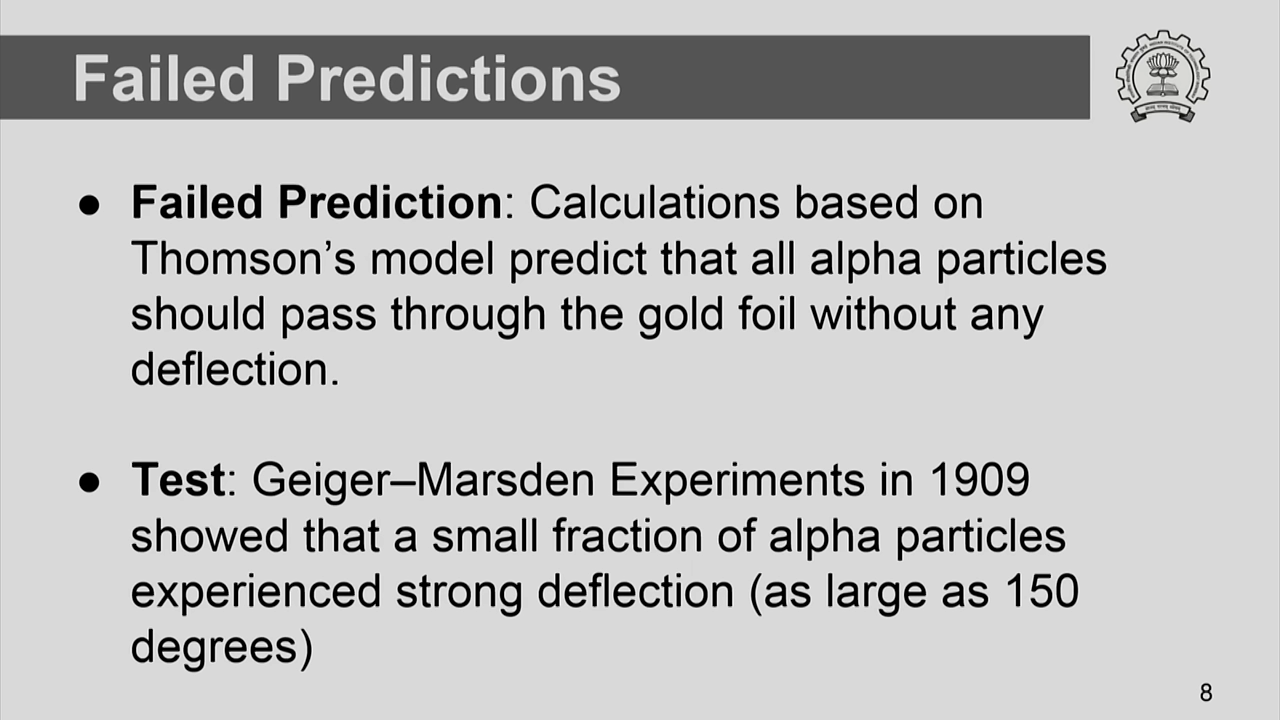 Failed Predictions
● Failed Prediction: Calculations based on
Thomson’s model predict that all alpha particles
should pass through the gold foil without any
deflection.
● Test: Geiger–Marsden Experiments in 1909
showed that a small fraction of alpha particles
experienced strong deflection (as large as 150
degrees)
8